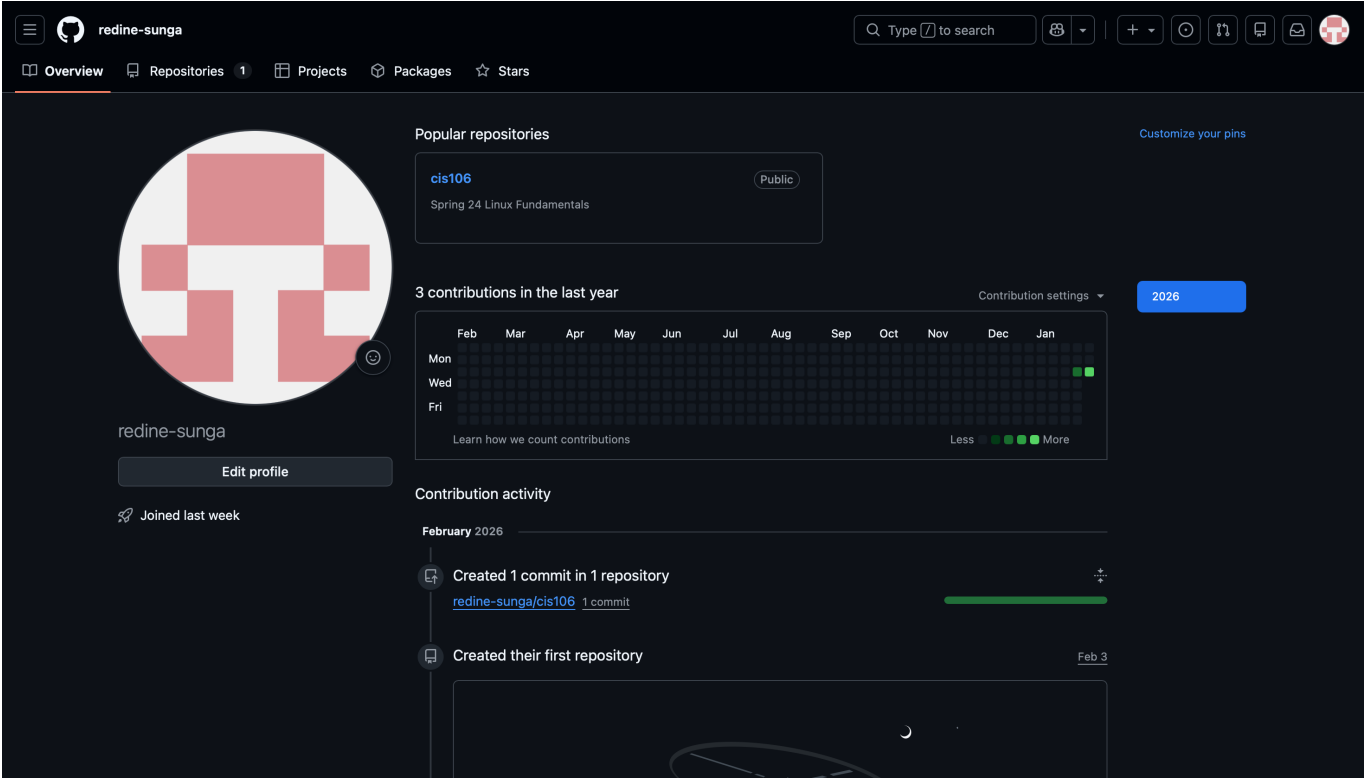 redine-sunga
Type / to search
Overview
Repositories 1
Projects
Packages
Stars
Popular repositories
Customize your pins
cis106
Public
Spring 24 Linux Fundamentals
3 contributions in the last year
Contribution settings
2026
Feb Mar Apr May Jun Jul Aug Sep Oct Nov Dec Jan
Mon
Wed
Fri
Learn how we count contributions
Less
More
redine-sunga
Edit profile
Joined last week
Contribution activity
February 2026
Created 1 commit in 1 repository
redine-sunga/cis106 1 commit
Created their first repository
Feb 3